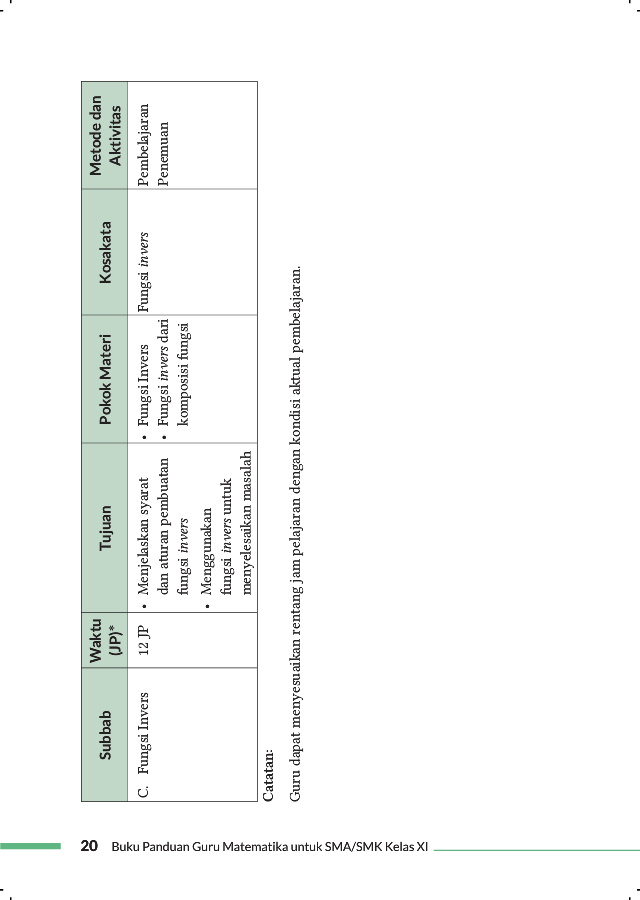 Subbab
Waktu
(JP)*
Tujuan
Pokok Materi
Kosakata
Metode dan
Aktivitas
C. Fungsi Invers
12 JP
• Menjelaskan syarat
dan aturan pembuatan
fungsi invers
• Menggunakan
fungsi invers untuk
menyelesaikan masalah
• Fungsi Invers
• Fungsi invers dari
komposisi fungsi
Fungsi invers
Pembelajaran
Penemuan
Catatan:
Guru dapat menyesuaikan rentang jam pelajaran dengan kondisi aktual pembelajaran.
20 Buku Panduan Guru Matematika untuk SMA/SMK Kelas XI